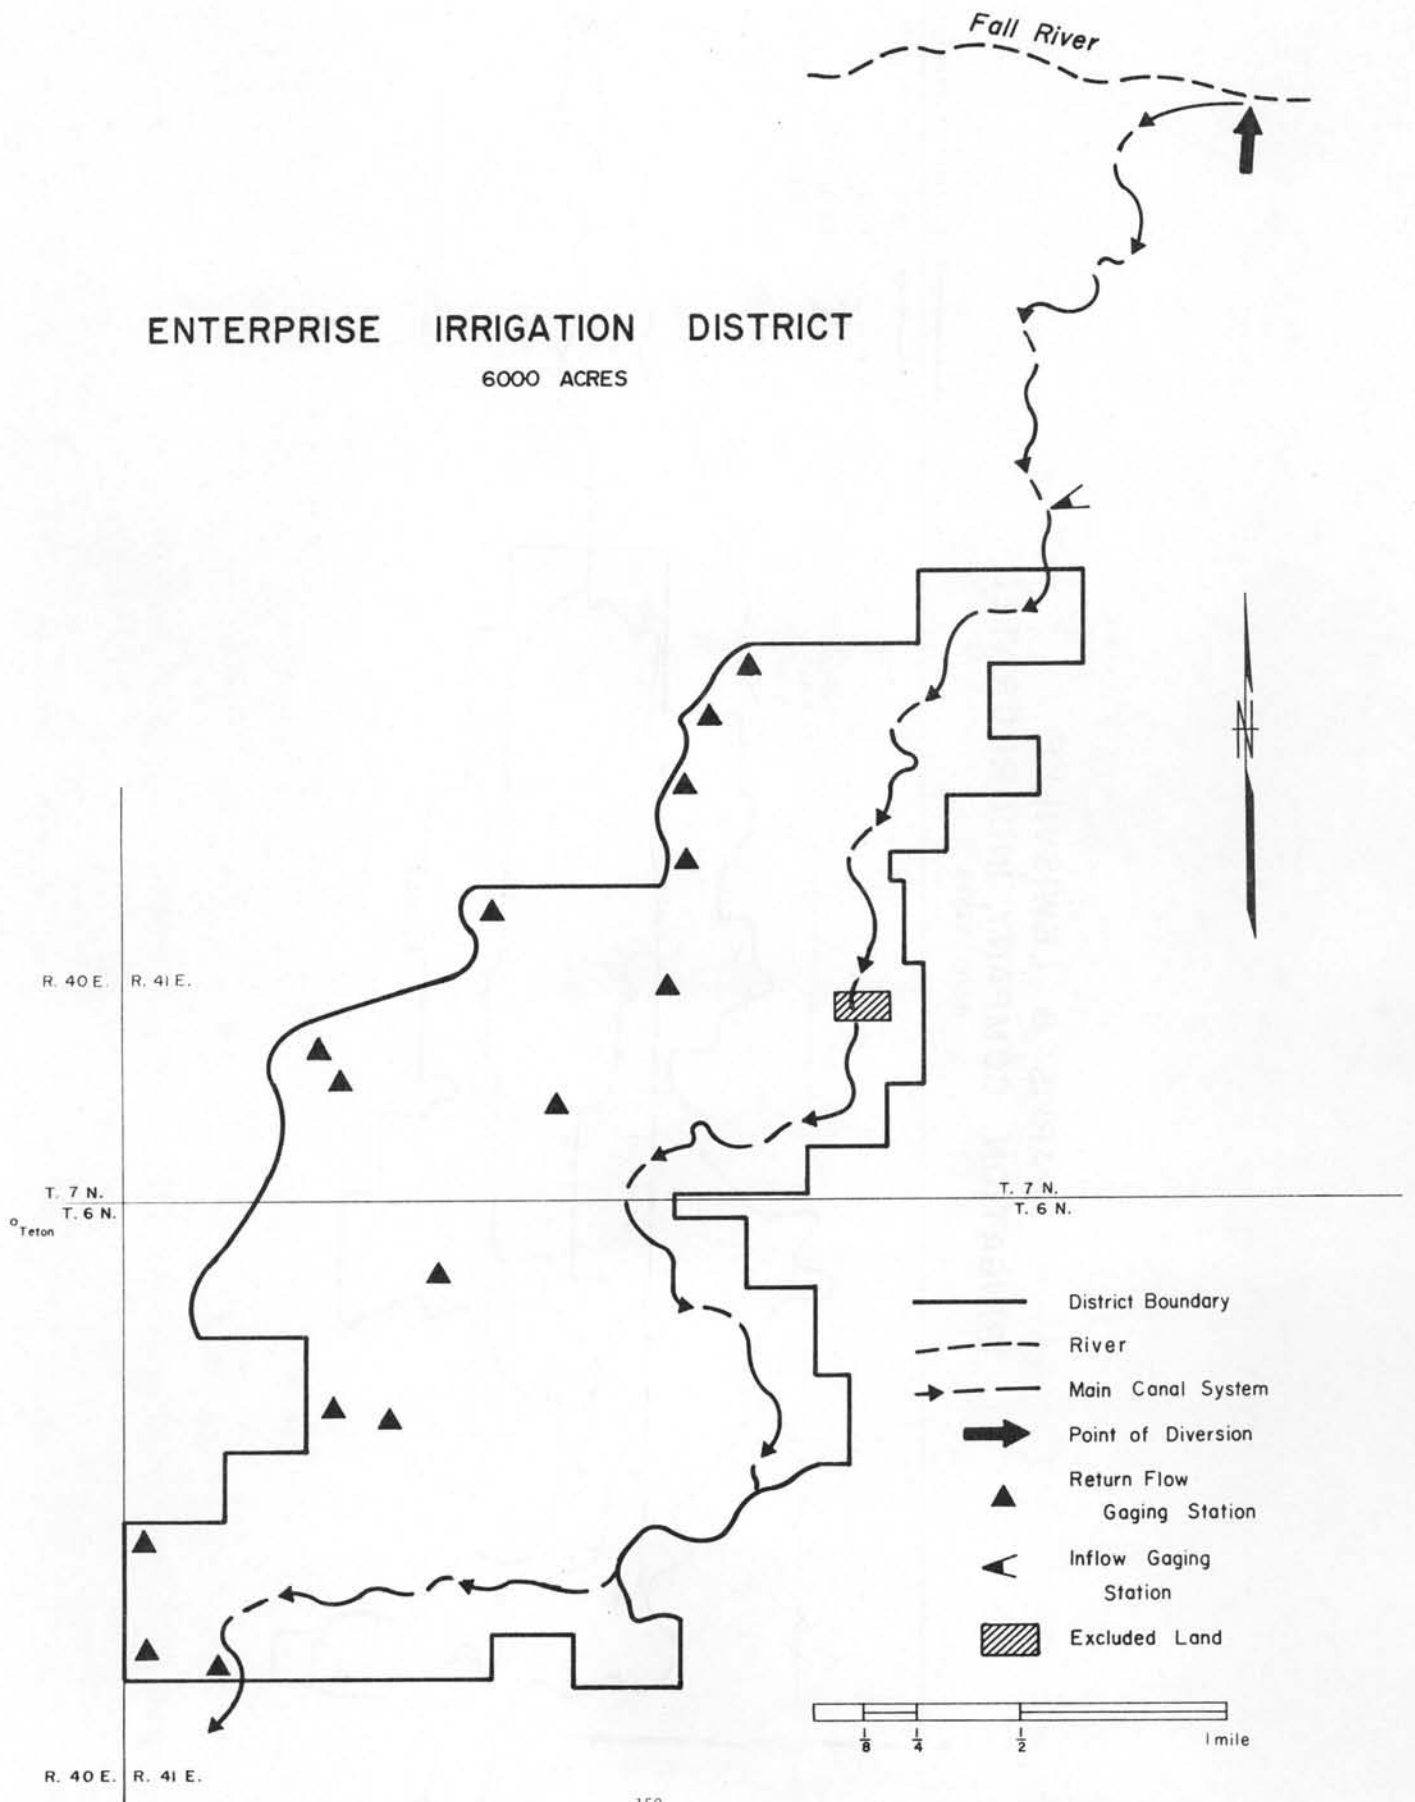 Fall River
ENTERPRISE IRRIGATION DISTRICT
6000 ACRES
N
R. 40 E. R. 41 E.
T. 7 N.
T. 6 N.
Teton
T. 7 N.
T. 6 N.
District Boundary
River
Main Canal System
Point of Diversion
Return Flow
Gaging Station
Inflow Gaging
Station
Excluded Land
1/8 1/4 1/2 1 mile
R. 40 E. R. 41 E.